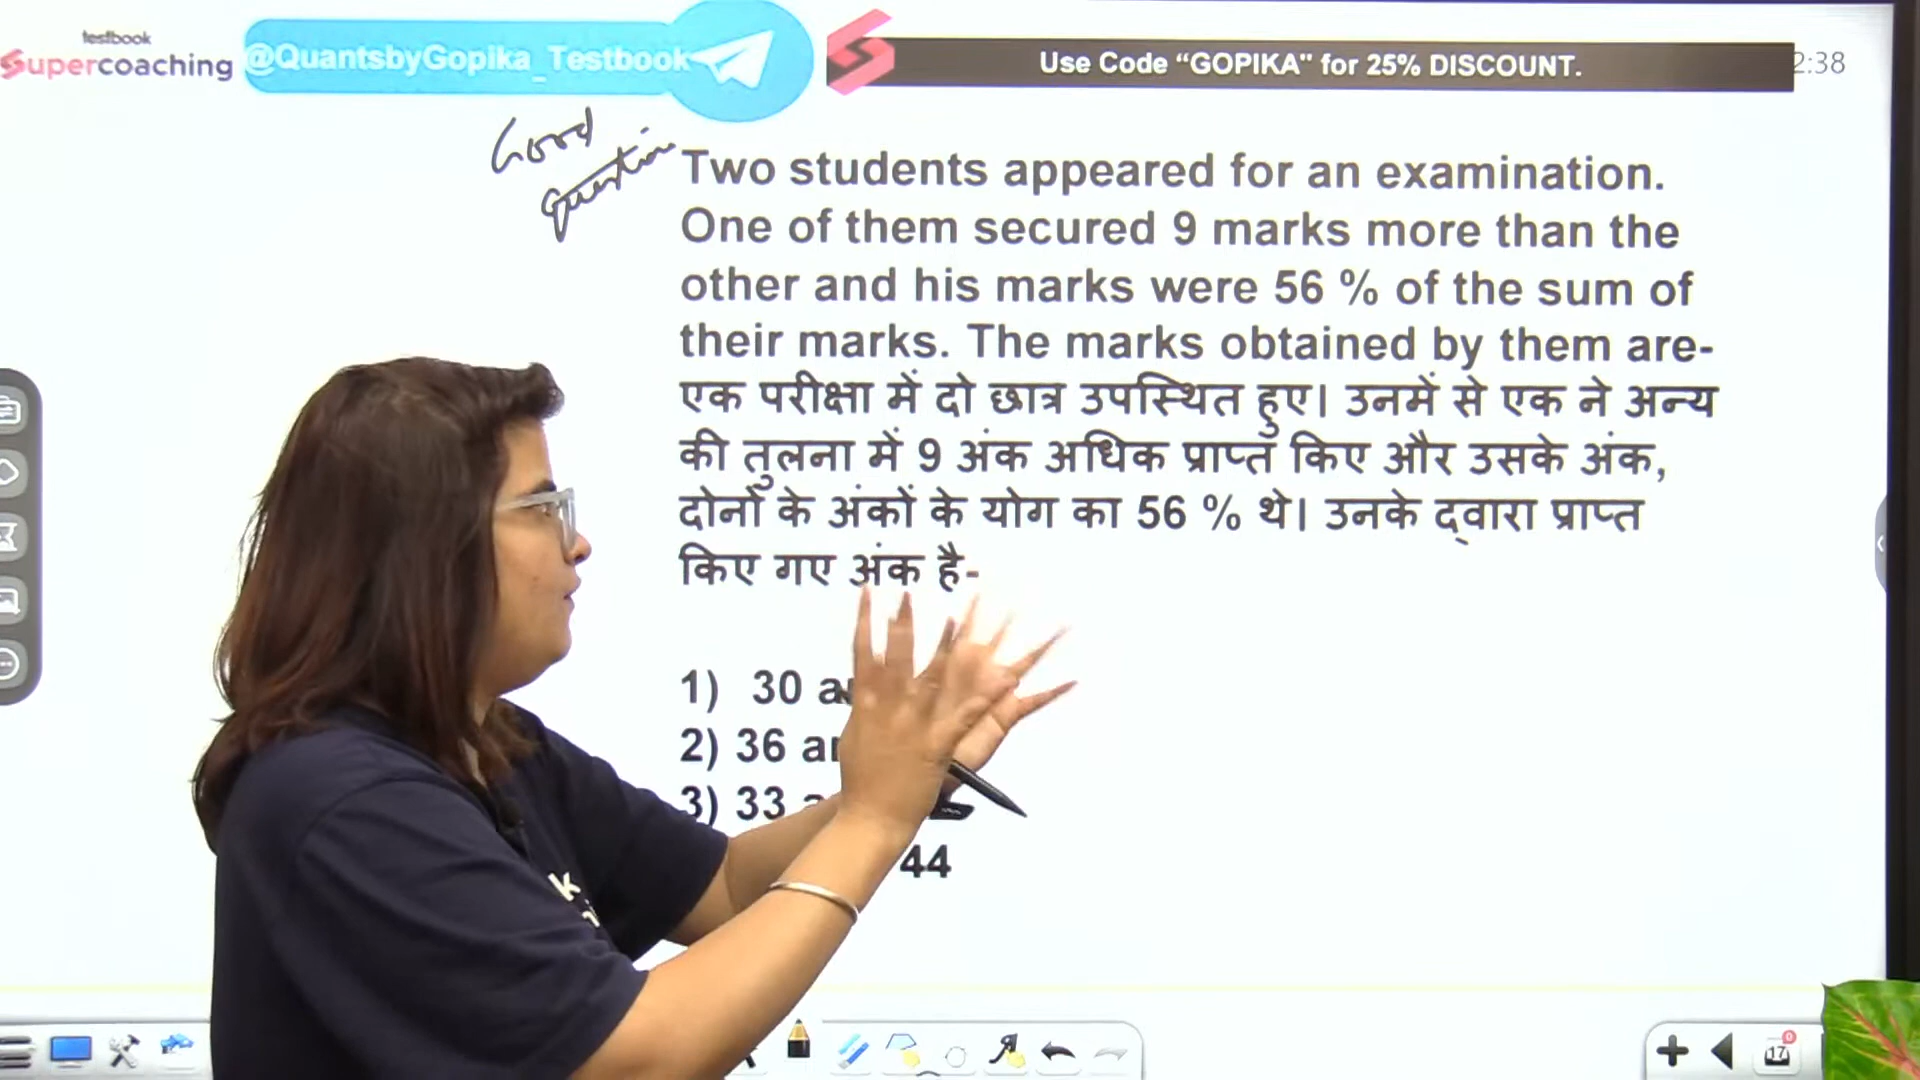 testbook
Supercoaching
@QuantsbyGopika_Testbook
Use Code “GOPIKA" for 25% DISCOUNT.
2:38
Good
Question
Two students appeared for an examination.
One of them secured 9 marks more than the
other and his marks were 56 % of the sum of
their marks. The marks obtained by them are-
एक परीक्षा में दो छात्र उपस्थित हुए। उनमें से एक ने अन्य
की तुलना में 9 अंक अधिक प्राप्त किए और उसके अंक,
दोनों के अंकों के योग का 56 % थे। उनके द्वारा प्राप्त
किए गए अंक है-
1) 30
2) 36
3) 33
44
17
0